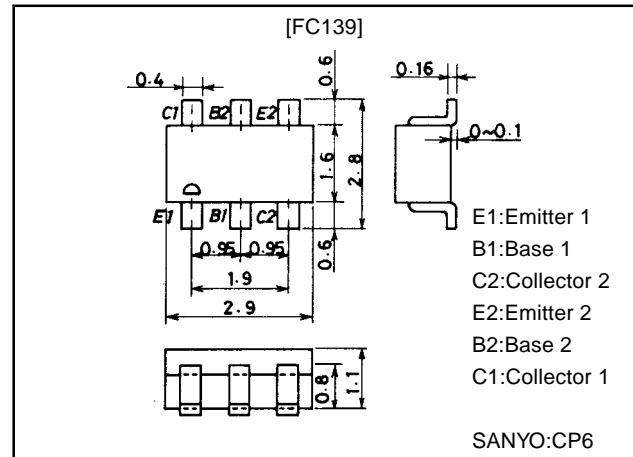 [FC139]
0.4
C1 B2 E2
0.6
1.6
2.8
0.6
E1 B1 C2
0.95 0.95
1.9
2.9
0.16
0~0.1
0.8
1.1
E1:Emitter 1
B1:Base 1
C2:Collector 2
E2:Emitter 2
B2:Base 2
C1:Collector 1
SANYO:CP6